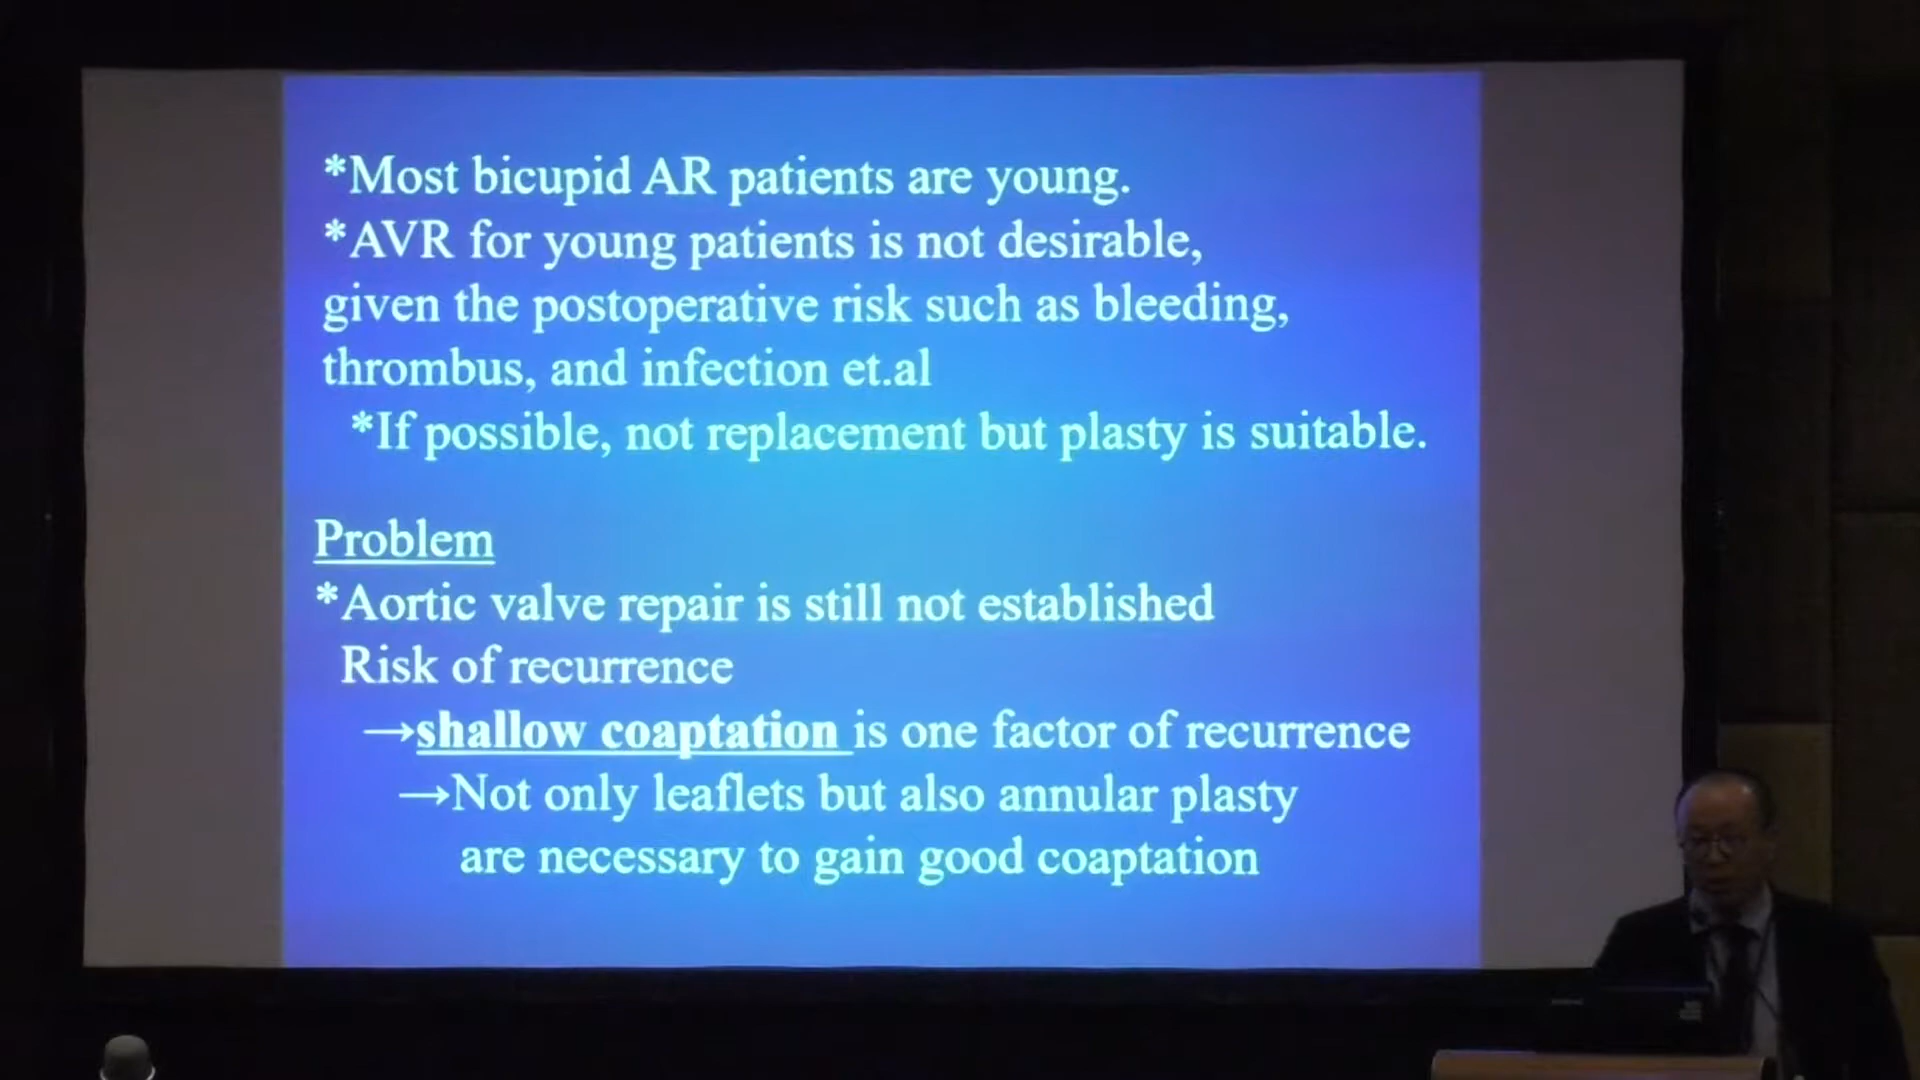 *Most bicupid AR patients are young.
*AVR for young patients is not desirable,
given the postoperative risk such as bleeding,
thrombus, and infection et.al
*If possible, not replacement but plasty is suitable.
Problem
*Aortic valve repair is still not established
Risk of recurrence
→shallow coaptation is one factor of recurrence
→Not only leaflets but also annular plasty
are necessary to gain good coaptation